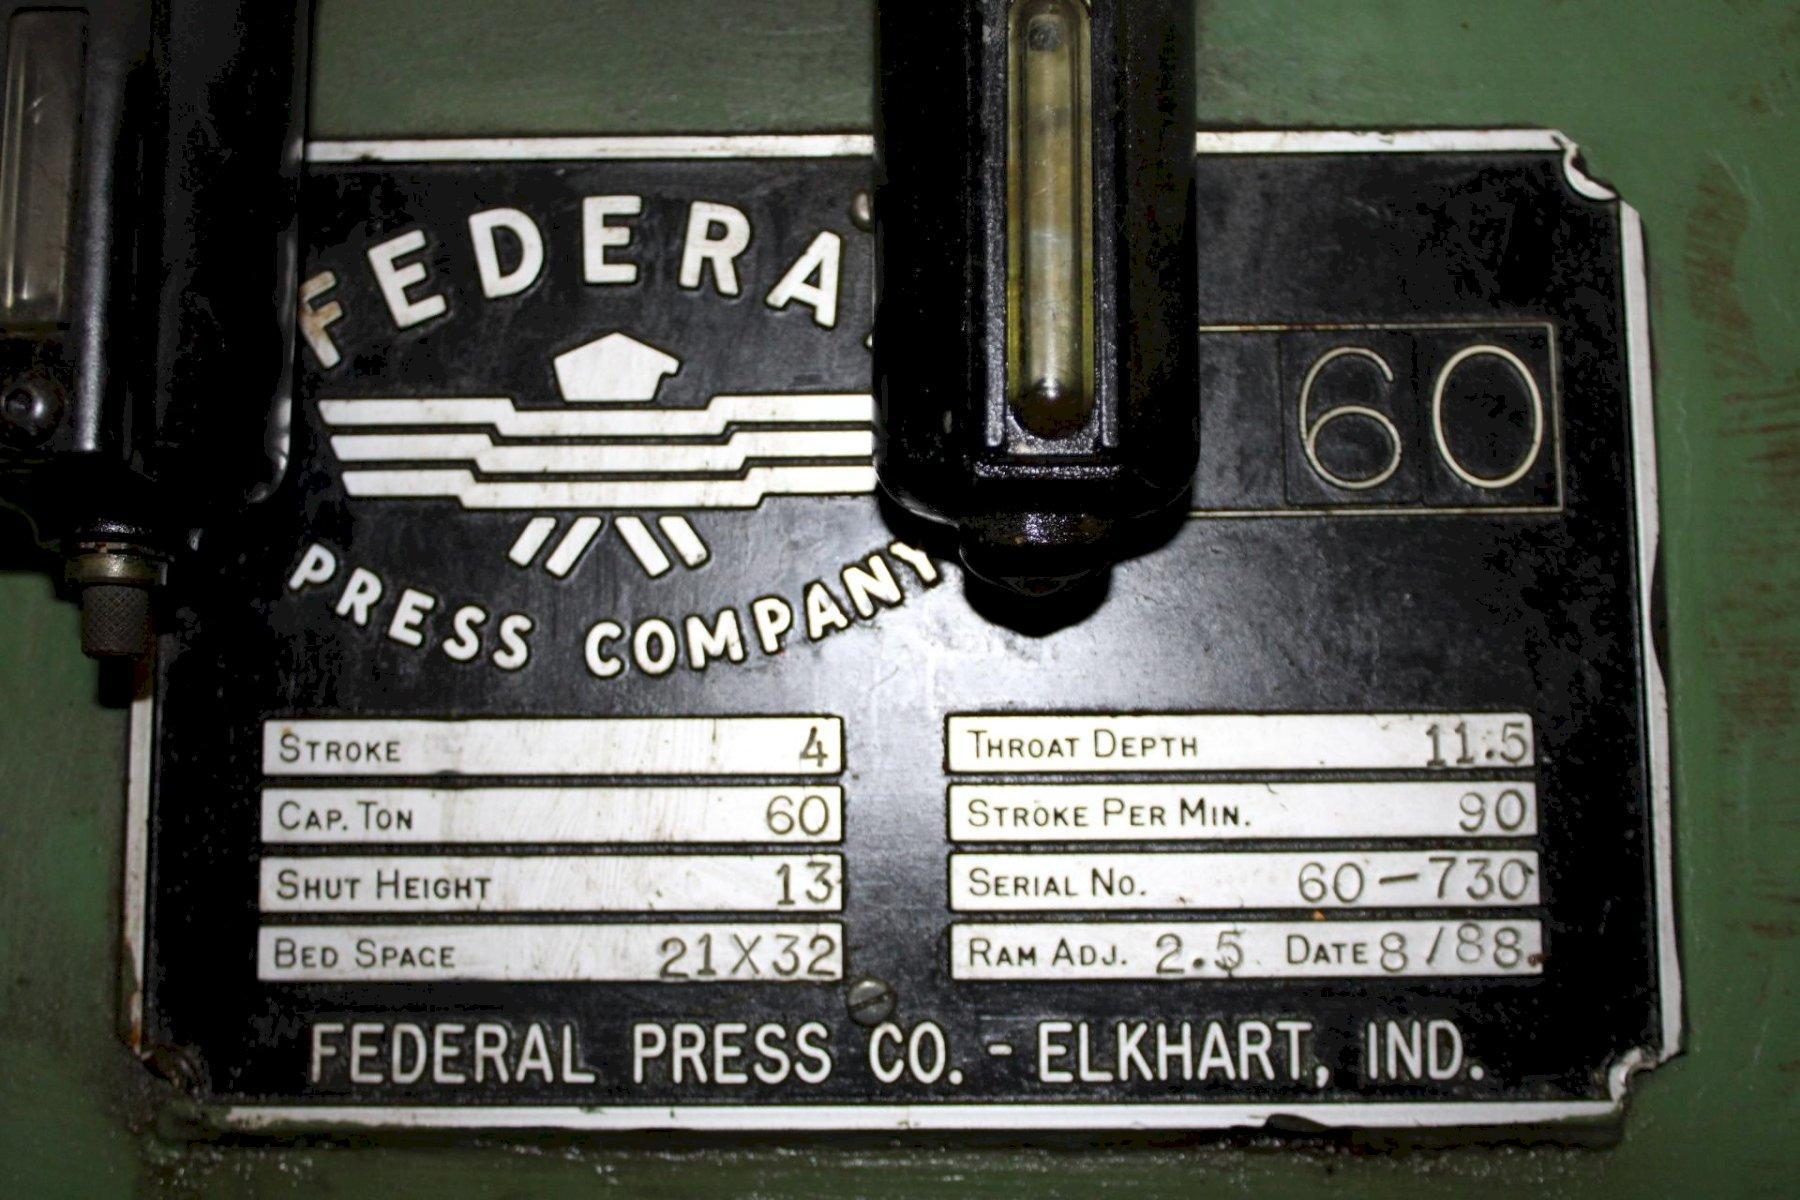 FEDERA
PRESS COMPANY
60
STROKE 4
CAP. TON 60
SHUT HEIGHT 13
BED SPACE 21X32
THROAT DEPTH 11.5
STROKE PER MIN. 90
SERIAL NO. 60-730
RAM ADJ. 2.5 DATE 8/88
FEDERAL PRESS CO. - ELKHART, IND.